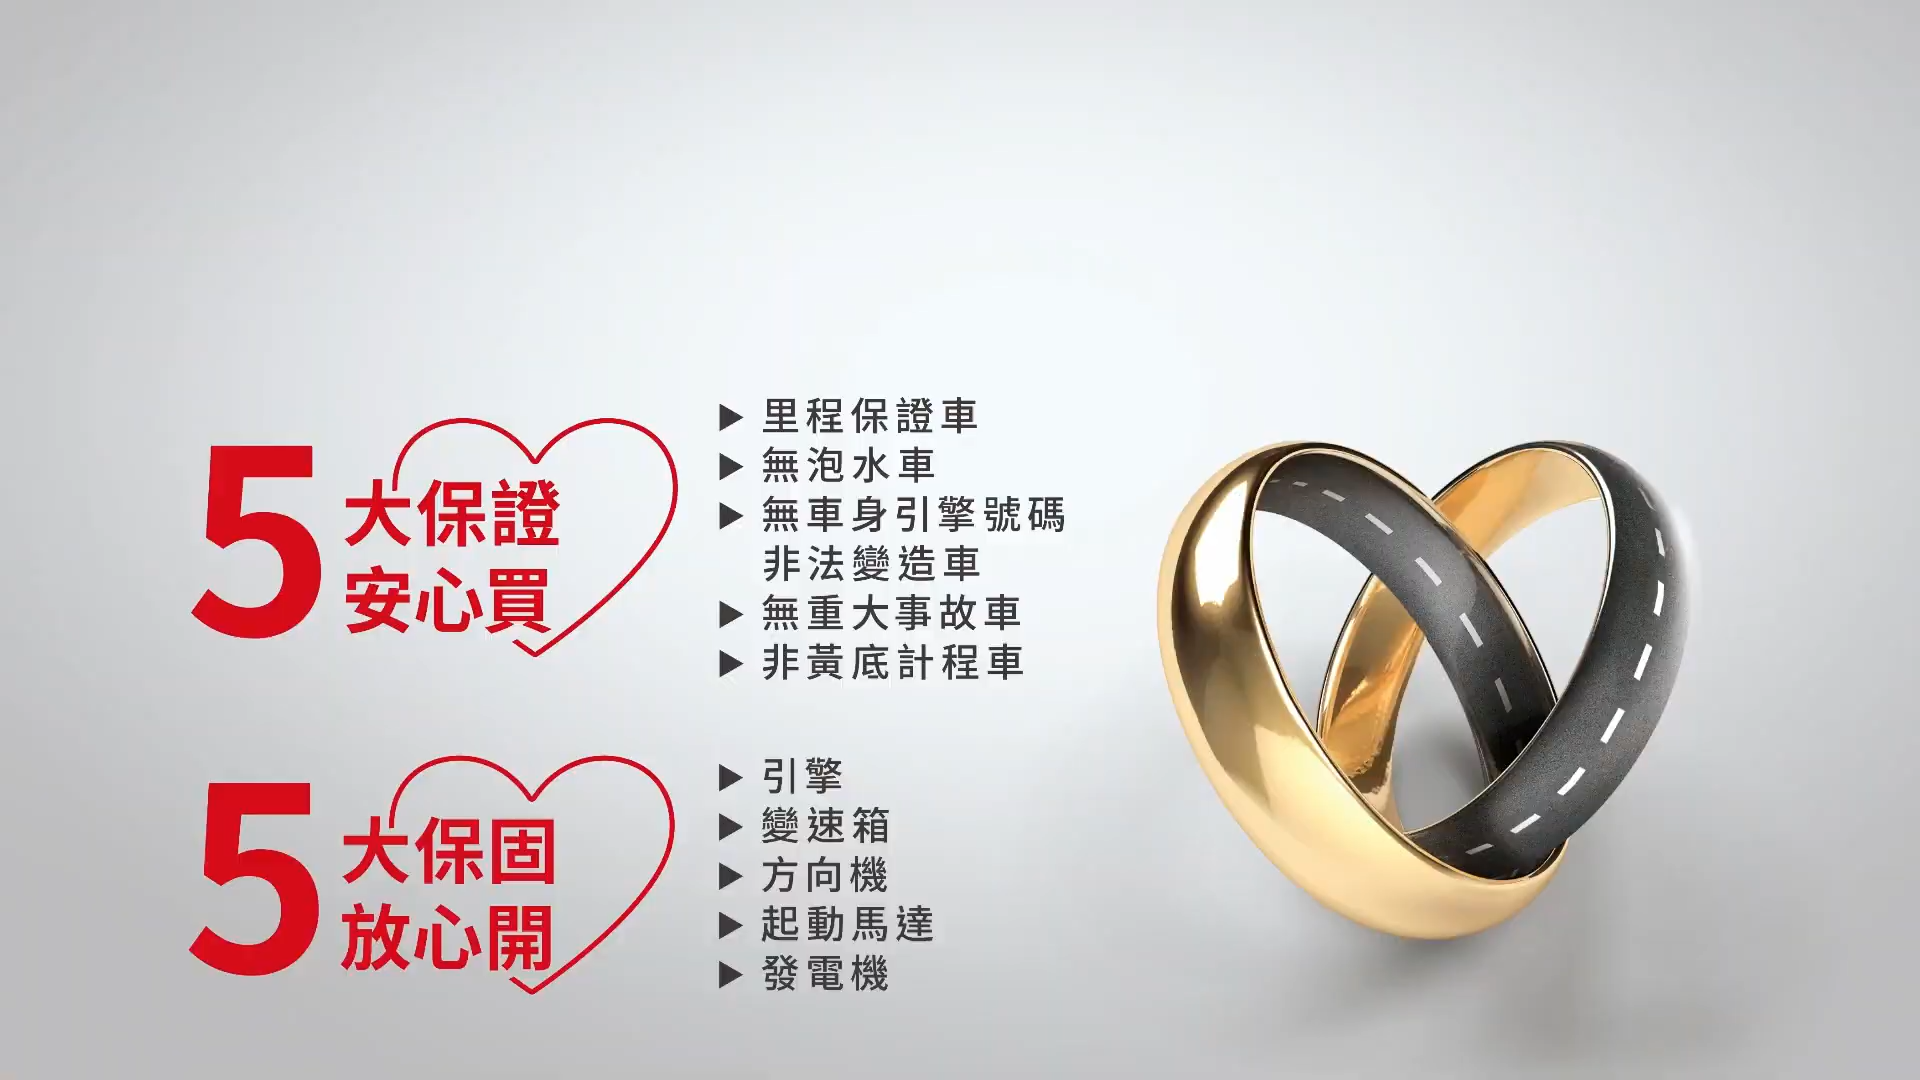 5大保證
安心買
▶ 里程保證車
▶ 無泡水車
▶ 無車身引擎號碼
非法變造車
▶ 無重大事故車
▶ 非黃底計程車
5大保固
放心開
▶ 引擎
▶ 變速箱
▶ 方向機
▶ 起動馬達
▶ 發電機